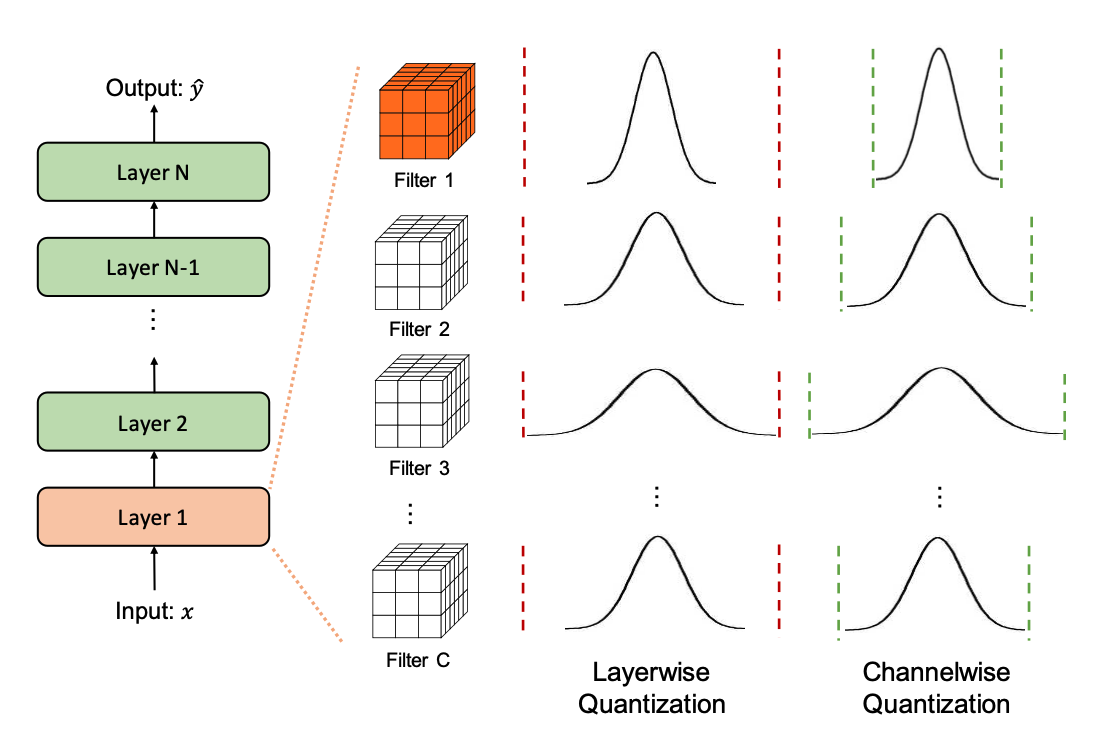 Output: ŷ
Layer N
Layer N-1
⋮
Layer 2
Layer 1
Input: x
Filter 1
Filter 2
Filter 3
⋮
Filter C
⋮
⋮
Layerwise
Quantization
Channelwise
Quantization